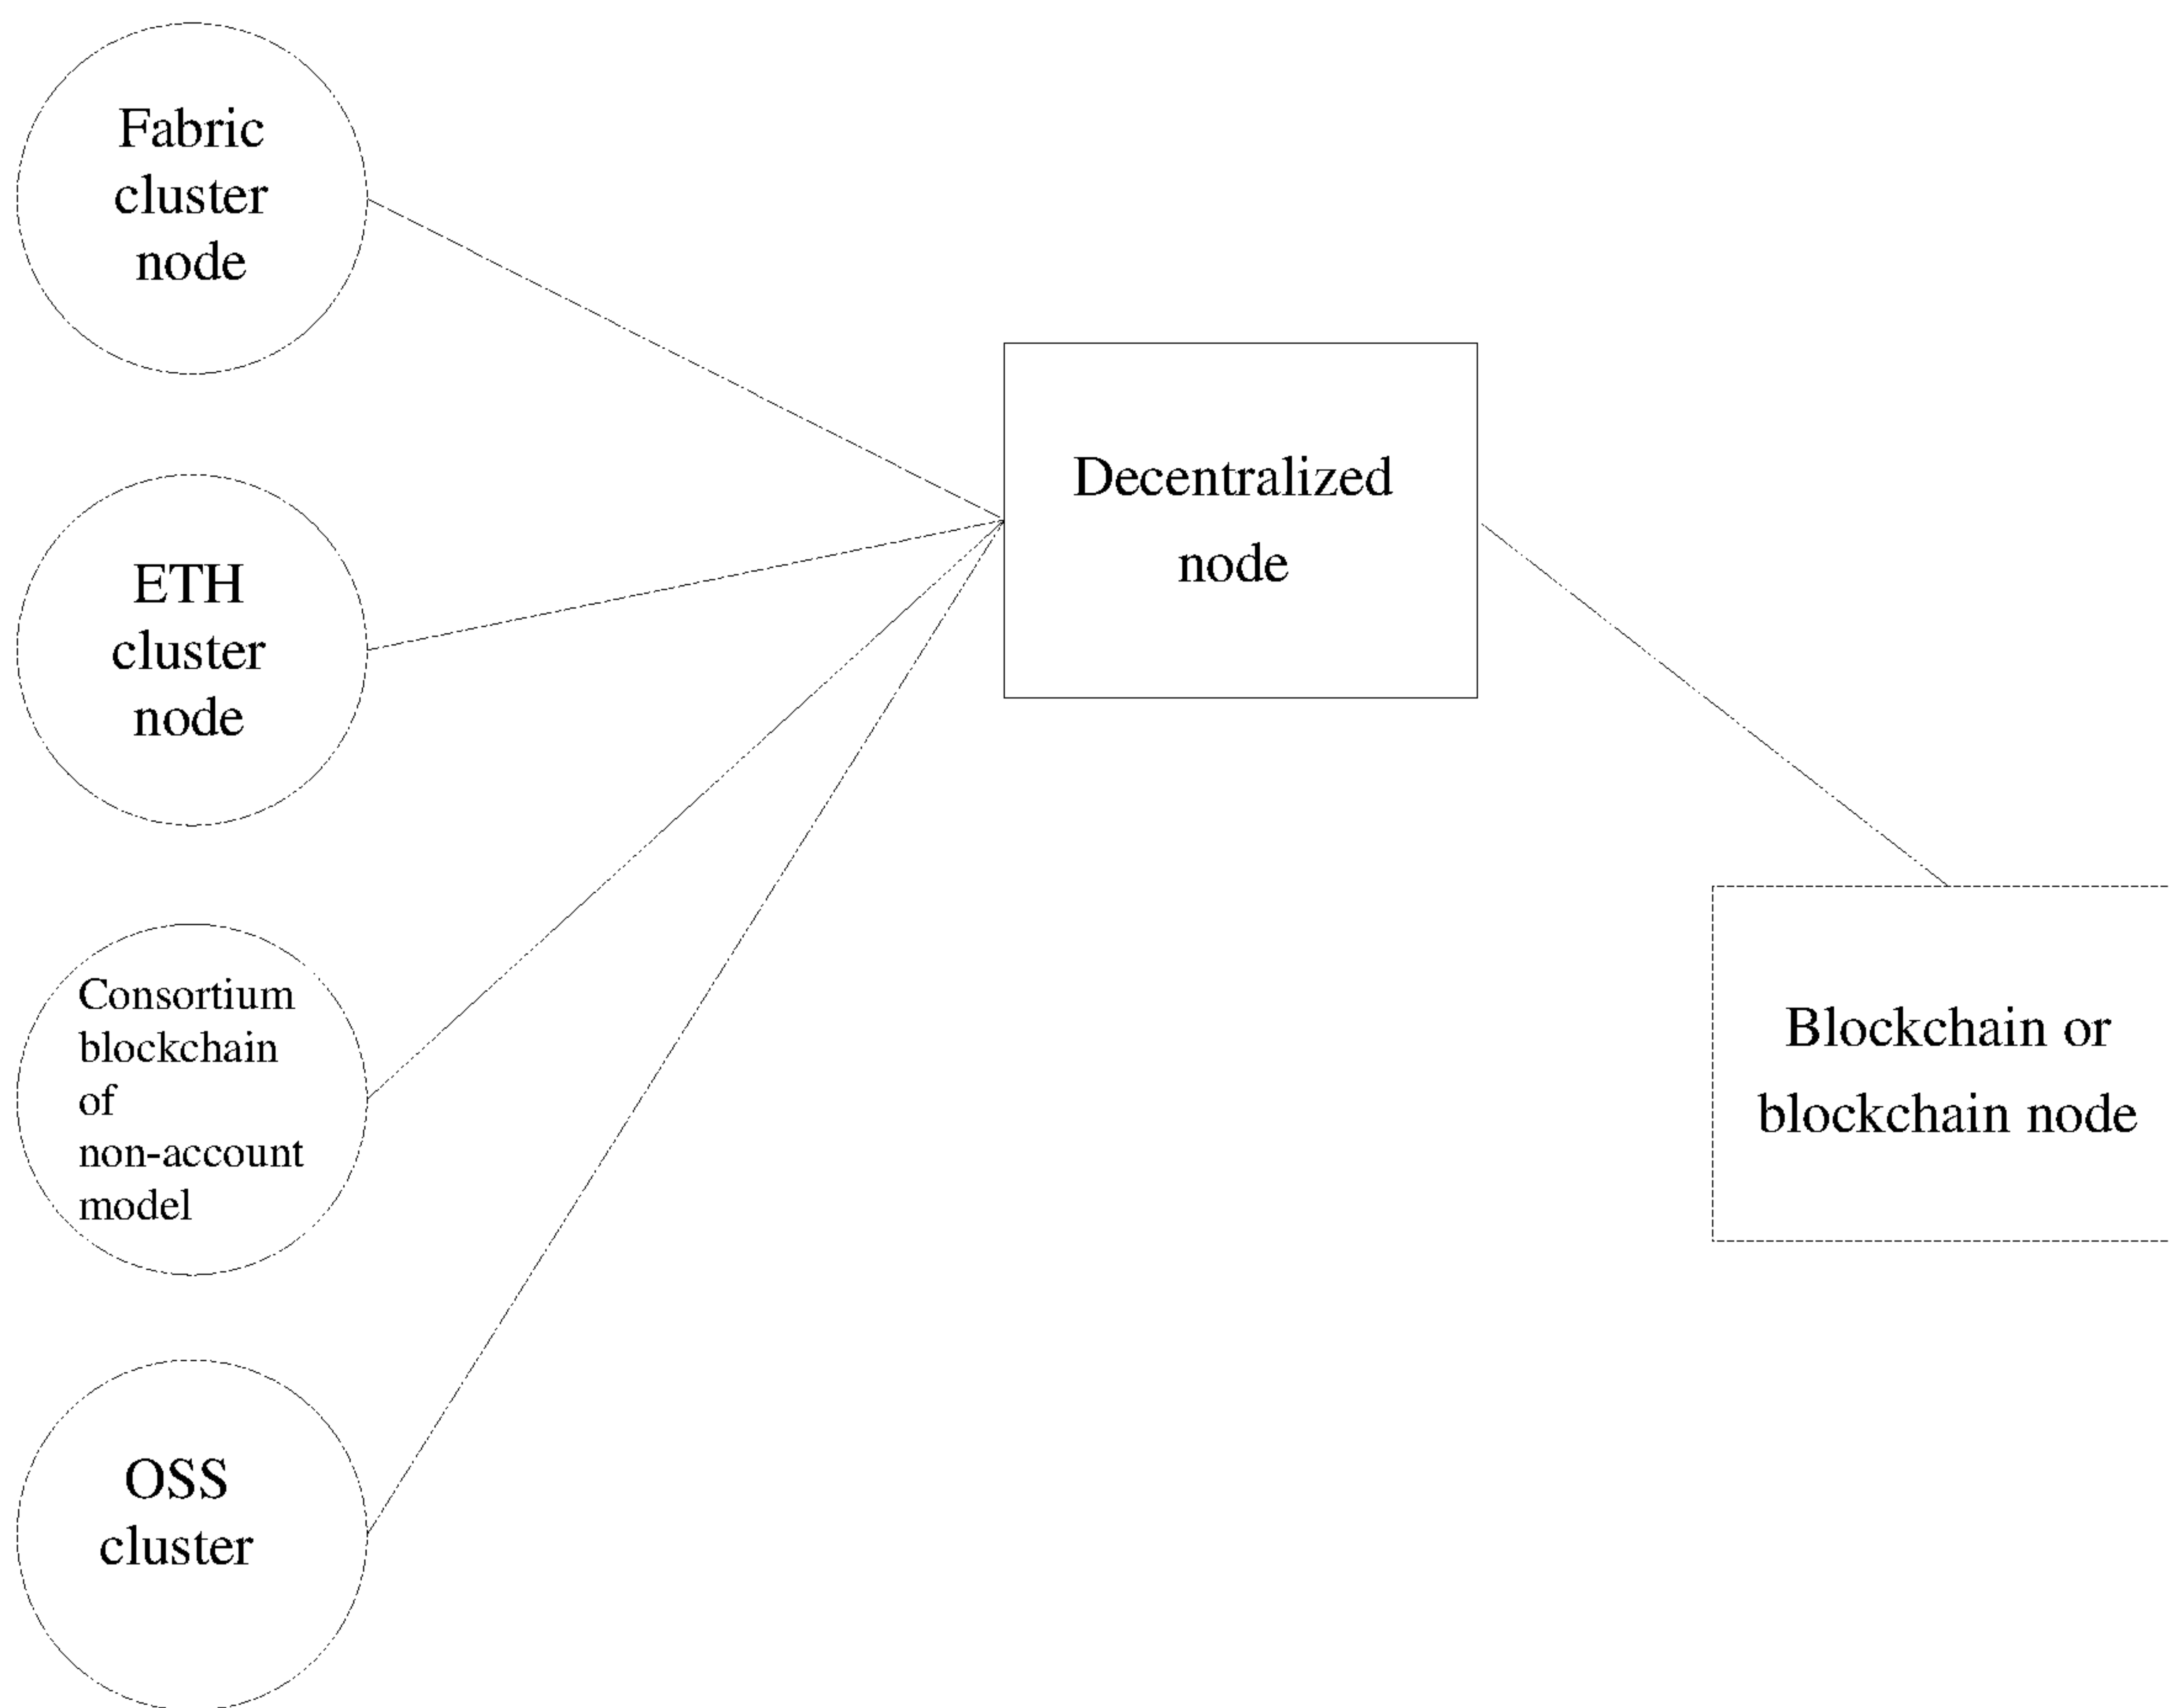 Fabric
cluster
node
ETH
cluster
node
Consortium
blockchain
of
non-account
model
OSS
cluster
Decentralized
node
Blockchain or
blockchain node